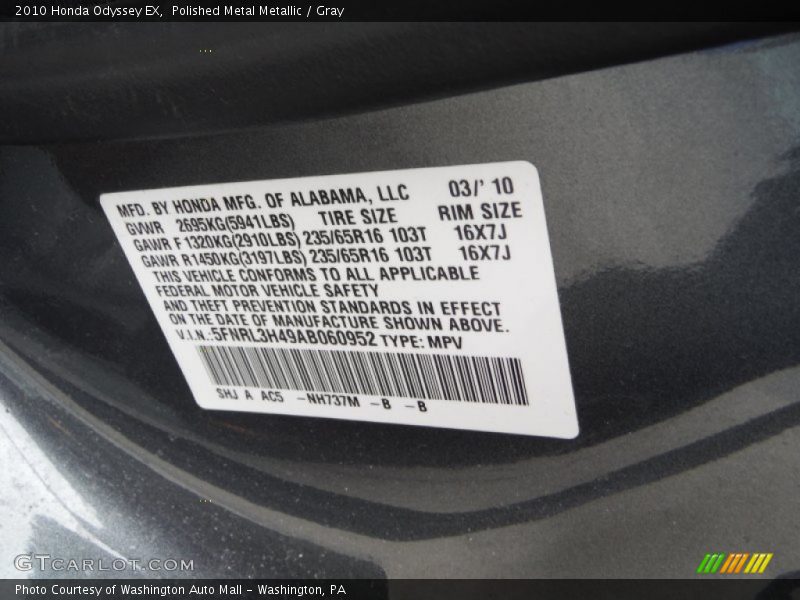 2010 Honda Odyssey EX,  Polished Metal Metallic / Gray
MFD. BY HONDA MFG. OF ALABAMA, LLC 03/' 10
GVWR 2695KG(5941LBS) TIRE SIZE RIM SIZE
GAWR F 1320KG(2910LBS) 235/65R16 103T 16X7J
GAWR R1450KG(3197LBS) 235/65R16 103T 16X7J
THIS VEHICLE CONFORMS TO ALL APPLICABLE
FEDERAL MOTOR VEHICLE SAFETY
AND THEFT PREVENTION STANDARDS IN EFFECT
ON THE DATE OF MANUFACTURE SHOWN ABOVE.
V.I.N.:5FNRL3H49AB060952 TYPE: MPV
SHJ A AC5 -NH737M -B -B
GTCARLOT.COM
Photo Courtesy of Washington Auto Mall - Washington, PA